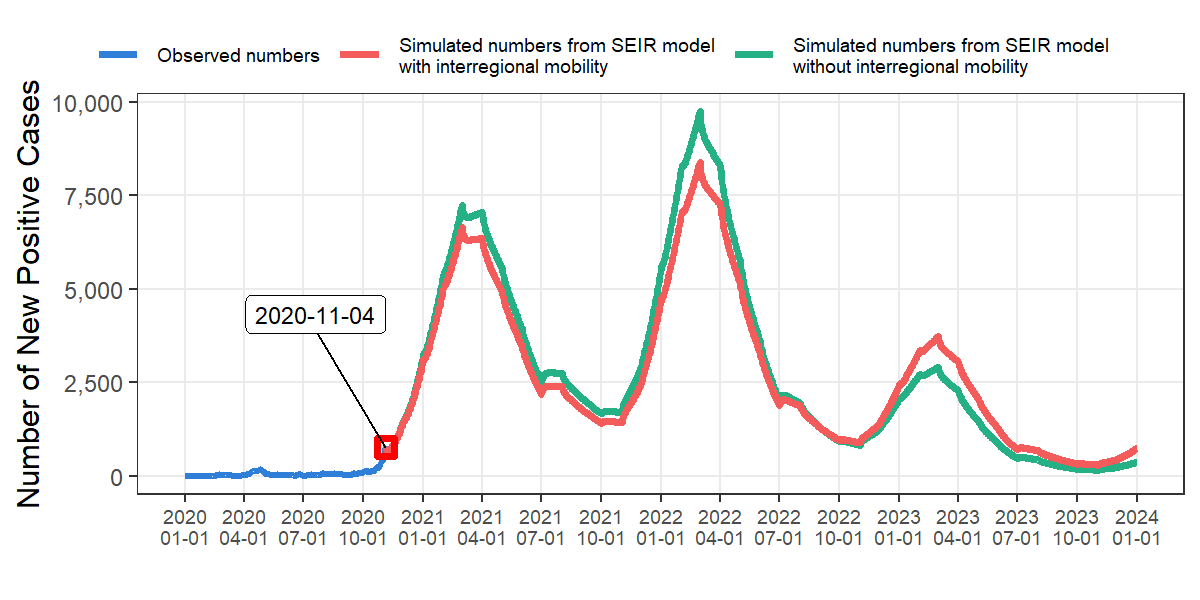 Observed numbers
Simulated numbers from SEIR model
with interregional mobility
Simulated numbers from SEIR model
without interregional mobility
Number of New Positive Cases
10,000
7,500
5,000
2,500
0
2020-11-04
2020 2020 2020 2020 2021 2021 2021 2021 2022 2022 2022 2022 2023 2023 2023 2023 2024
01-01 04-01 07-01 10-01 01-01 04-01 07-01 10-01 01-01 04-01 07-01 10-01 01-01 04-01 07-01 10-01 01-01